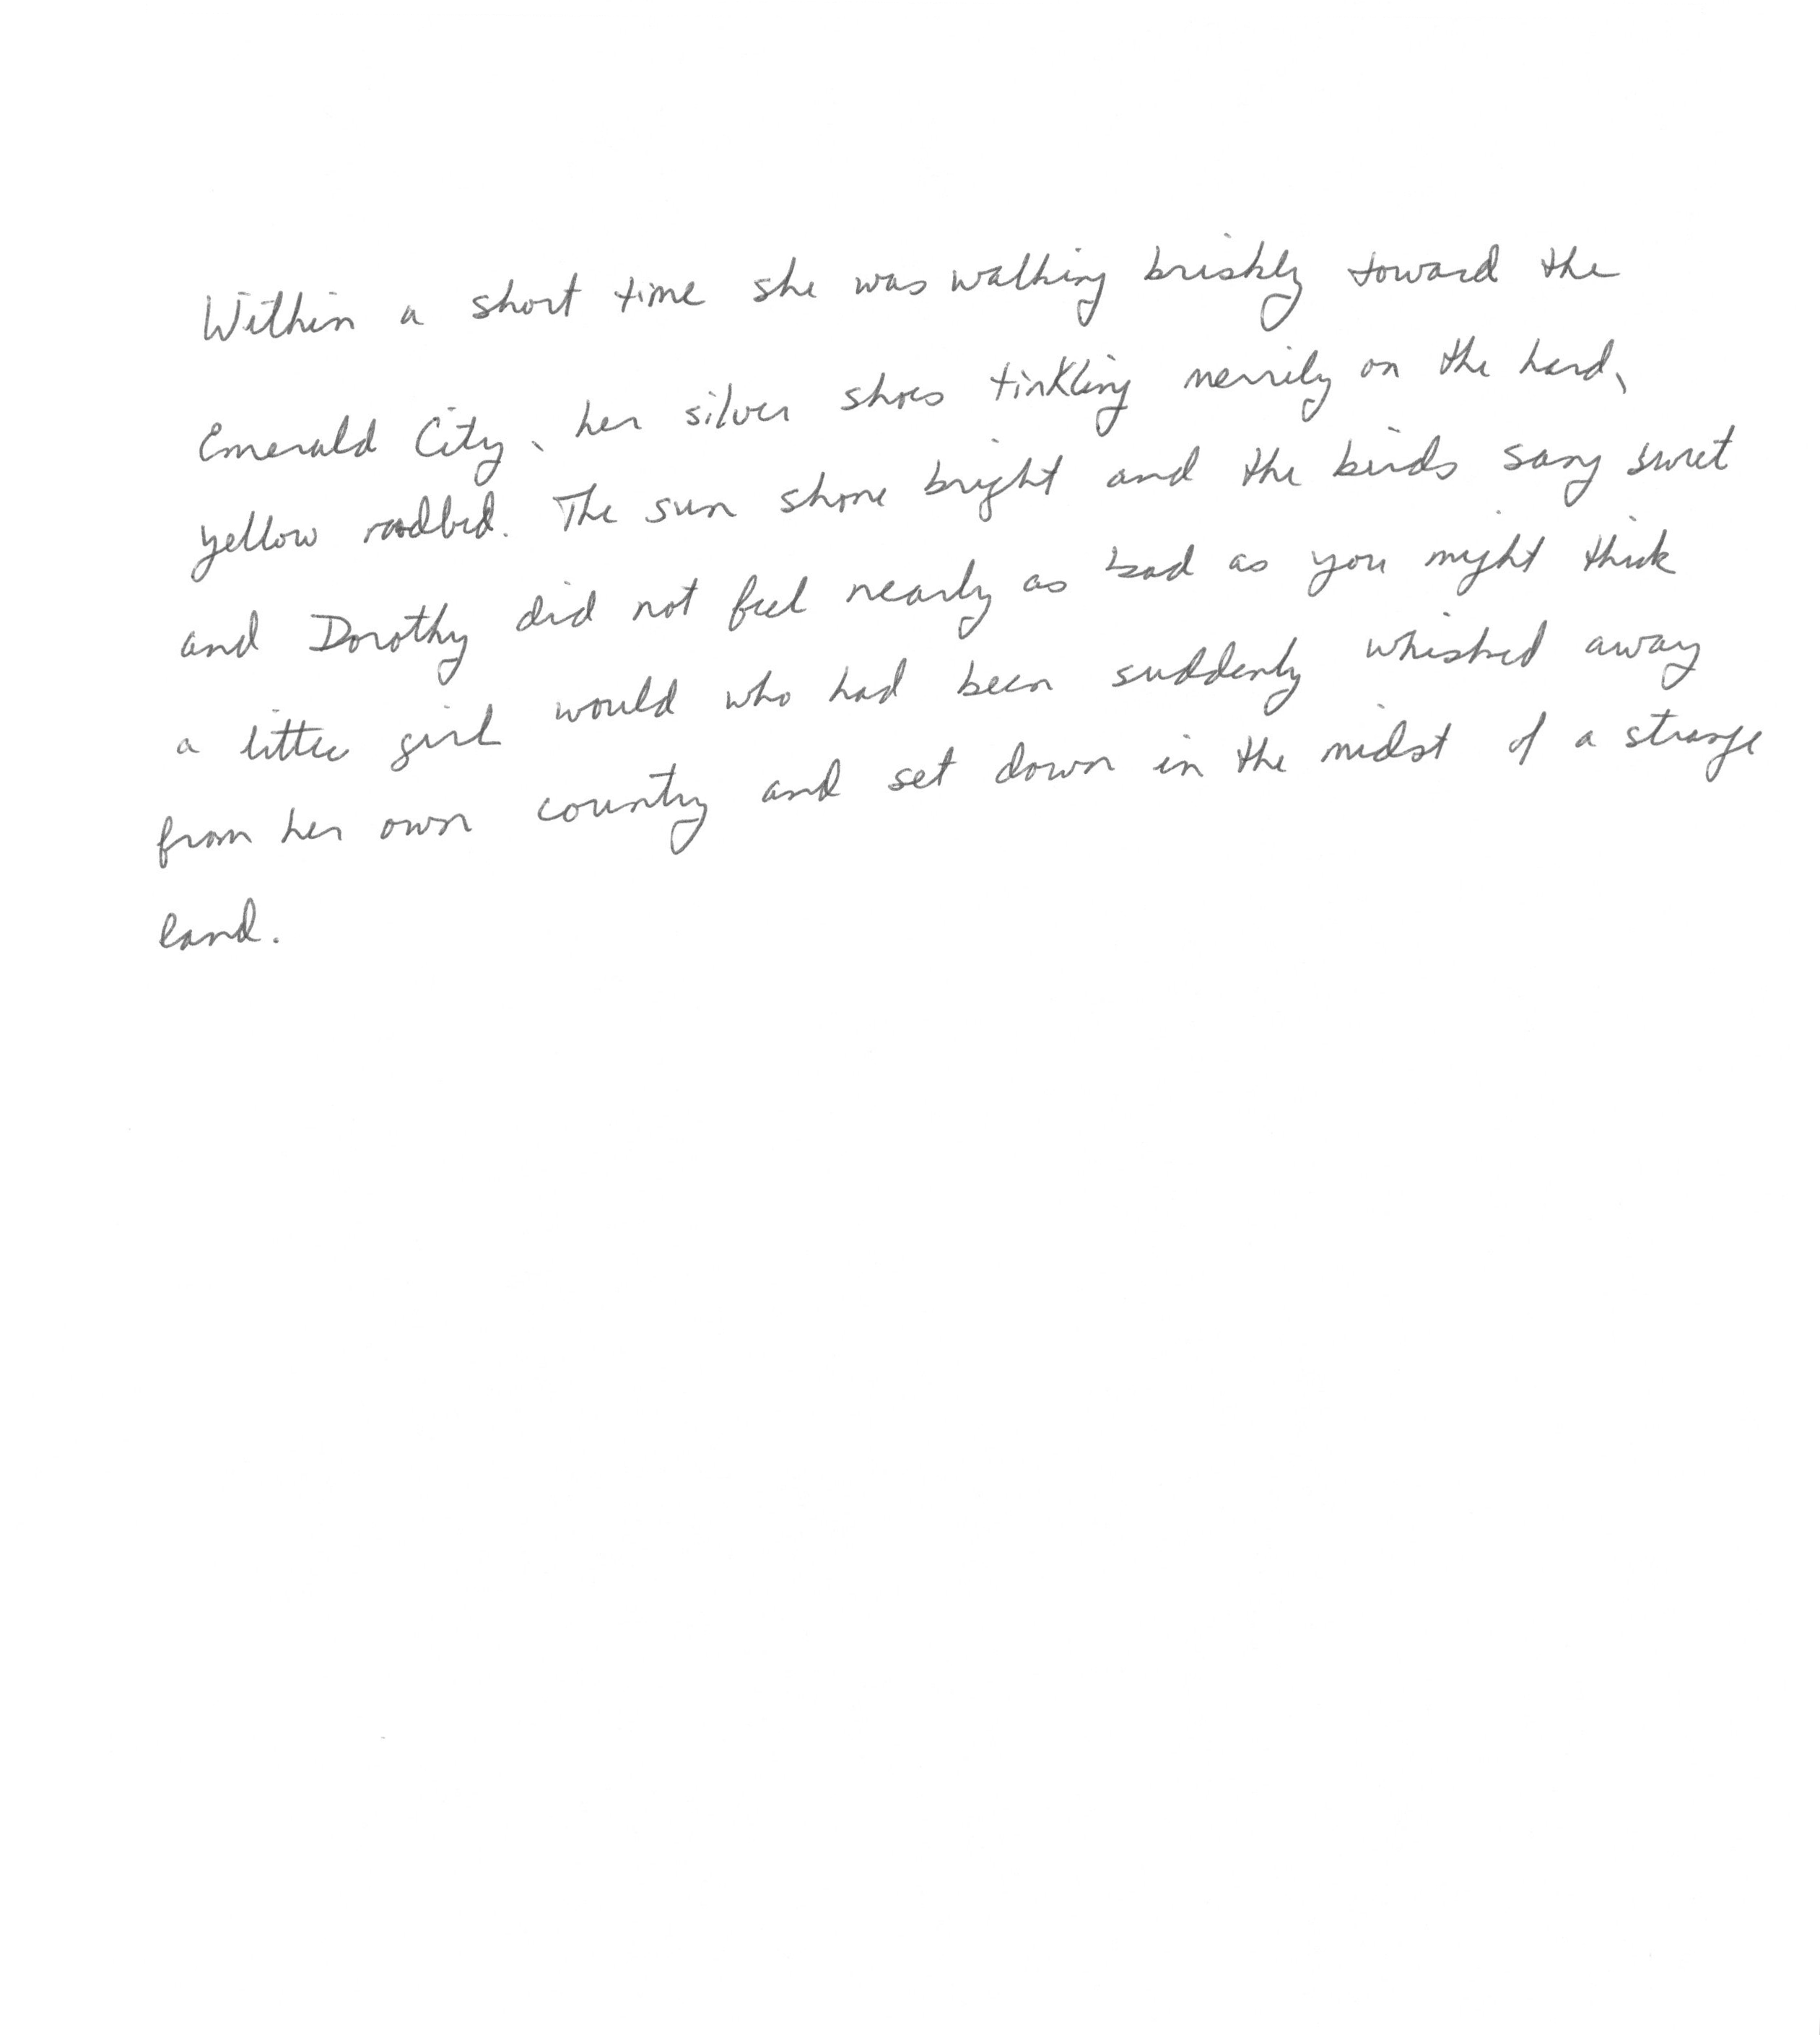 Within a short time she was walking briskly toward the
Emerald City, her silver shoes tinkling merrily on the hard,
yellow roadbed. The sun shone bright and the birds sang sweet
and Dorothy did not feel nearly as bad as you might think
a little girl would who had been suddenly whisked away
from her own country and set down in the midst of a strange
land.